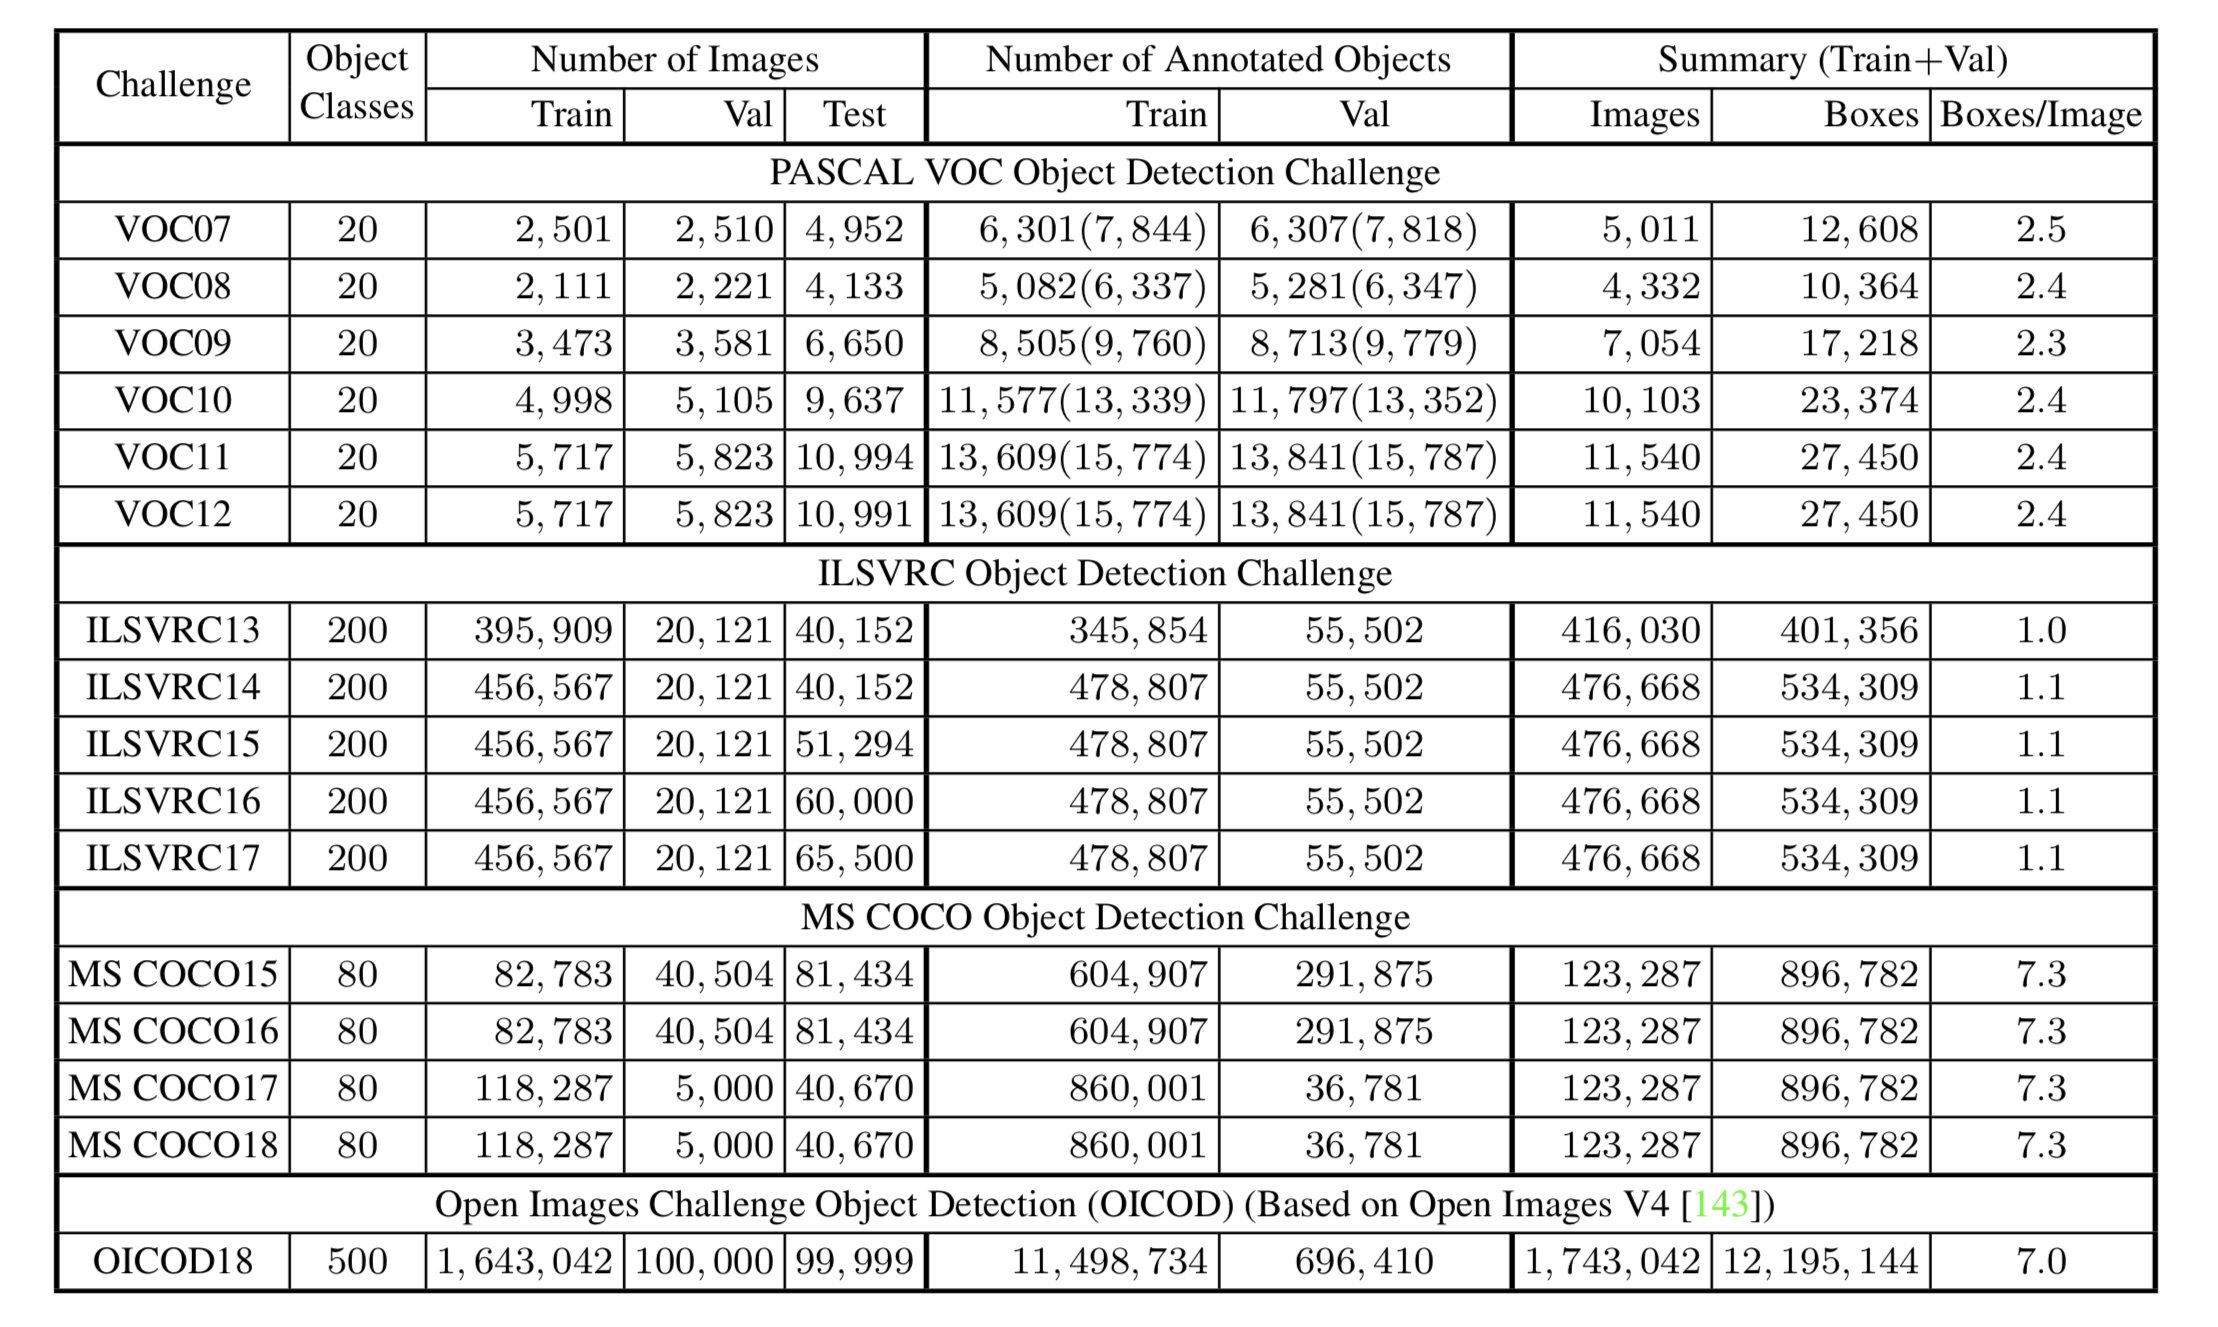 Challenge Object Classes Number of Images Number of Annotated Objects Summary (Train+Val)
Train Val Test Train Val Images Boxes Boxes/Image
PASCAL VOC Object Detection Challenge
VOC07 20 2,501 2,510 4,952 6,301(7,844) 6,307(7,818) 5,011 12,608 2.5
VOC08 20 2,111 2,221 4,133 5,082(6,337) 5,281(6,347) 4,332 10,364 2.4
VOC09 20 3,473 3,581 6,650 8,505(9,760) 8,713(9,779) 7,054 17,218 2.3
VOC10 20 4,998 5,105 9,637 11,577(13,339) 11,797(13,352) 10,103 23,374 2.4
VOC11 20 5,717 5,823 10,994 13,609(15,774) 13,841(15,787) 11,540 27,450 2.4
VOC12 20 5,717 5,823 10,991 13,609(15,774) 13,841(15,787) 11,540 27,450 2.4
ILSVRC Object Detection Challenge
ILSVRC13 200 395,909 20,121 40,152 345,854 55,502 416,030 401,356 1.0
ILSVRC14 200 456,567 20,121 40,152 478,807 55,502 476,668 534,309 1.1
ILSVRC15 200 456,567 20,121 51,294 478,807 55,502 476,668 534,309 1.1
ILSVRC16 200 456,567 20,121 60,000 478,807 55,502 476,668 534,309 1.1
ILSVRC17 200 456,567 20,121 65,500 478,807 55,502 476,668 534,309 1.1
MS COCO Object Detection Challenge
MS COCO15 80 82,783 40,504 81,434 604,907 291,875 123,287 896,782 7.3
MS COCO16 80 82,783 40,504 81,434 604,907 291,875 123,287 896,782 7.3
MS COCO17 80 118,287 5,000 40,670 860,001 36,781 123,287 896,782 7.3
MS COCO18 80 118,287 5,000 40,670 860,001 36,781 123,287 896,782 7.3
Open Images Challenge Object Detection (OICOD) (Based on Open Images V4 [143])
OICOD18 500 1,643,042 100,000 99,999 11,498,734 696,410 1,743,042 12,195,144 7.0